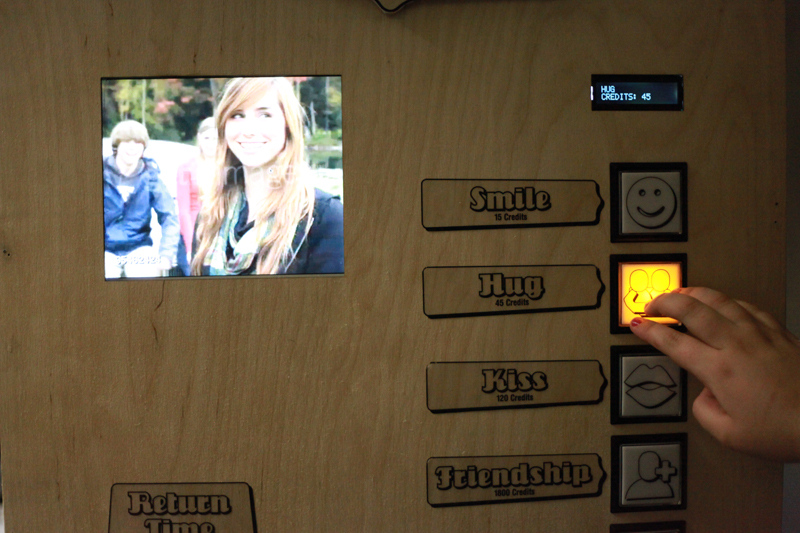 HUG
CREDITS: 45
Smile
15 Credits
Hug
45 Credits
Kiss
120 Credits
Friendship
1000 Credits
Return
Time